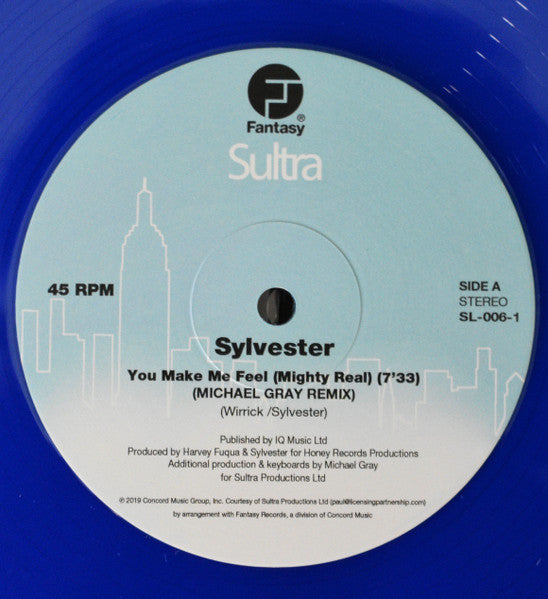 Fantasy®
Sultra
45 RPM
SIDE A
STEREO
SL-006-1
Sylvester
You Make Me Feel (Mighty Real) (7'33)
(MICHAEL GRAY REMIX)
(Wirrick /Sylvester)
Published by IQ Music Ltd
Produced by Harvey Fuqua & Sylvester for Honey Records Productions
Additional production & keyboards by Michael Gray
for Sultra Productions Ltd
℗ 2019 Concord Music Group, Inc. Courtesy of Sultra Productions Ltd (paul@licensingpartnership.com)
by arrangement with Fantasy Records, a division of Concord Music